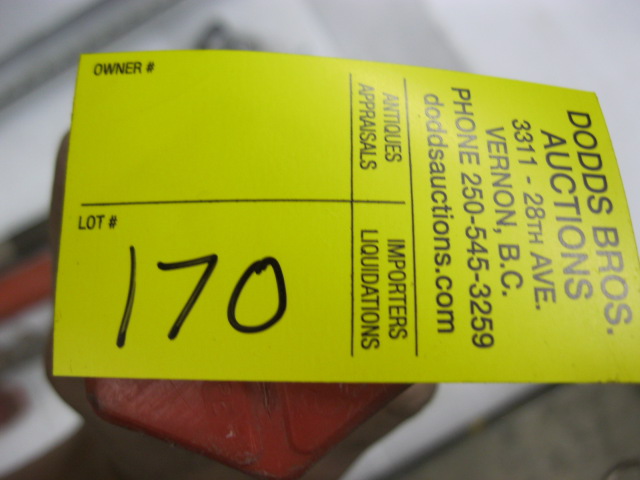 DODDS BROS.
AUCTIONS
3311 - 28TH AVE.
VERNON, B.C.
PHONE 250-545-3259
doddsauctions.com
ANTIQUES IMPORTERS
APPRAISALS LIQUIDATIONS
OWNER #
LOT #
170